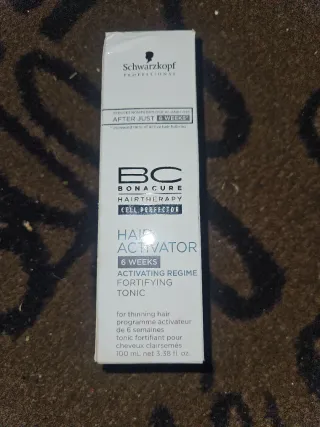 Schwarzkopf
PROFESSIONAL
AFTER JUST 6 WEEKS*
BC
BONACURE
HAIRTHERAPY
CELL PERFECTOR
HAIR
ACTIVATOR
6 WEEKS
ACTIVATING REGIME
FORTIFYING
TONIC
for thinning hair
programme activateur
de 6 semaines
tonic fortifiant pour
cheveux clairsemés
100 mL net 3.38 fl. oz.